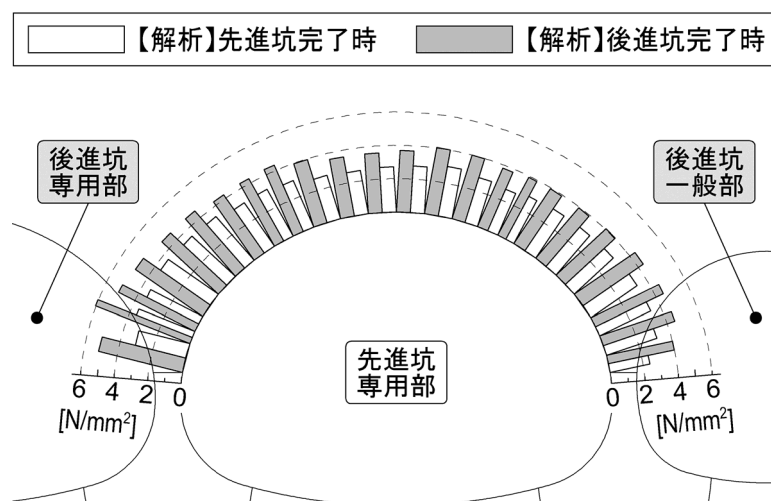 【解析】先進坑完了時 【解析】後進坑完了時
後進坑
専用部
後進坑
一般部
先進坑
専用部
6 4 2 0
[N/mm²]
0 2 4 6
[N/mm²]